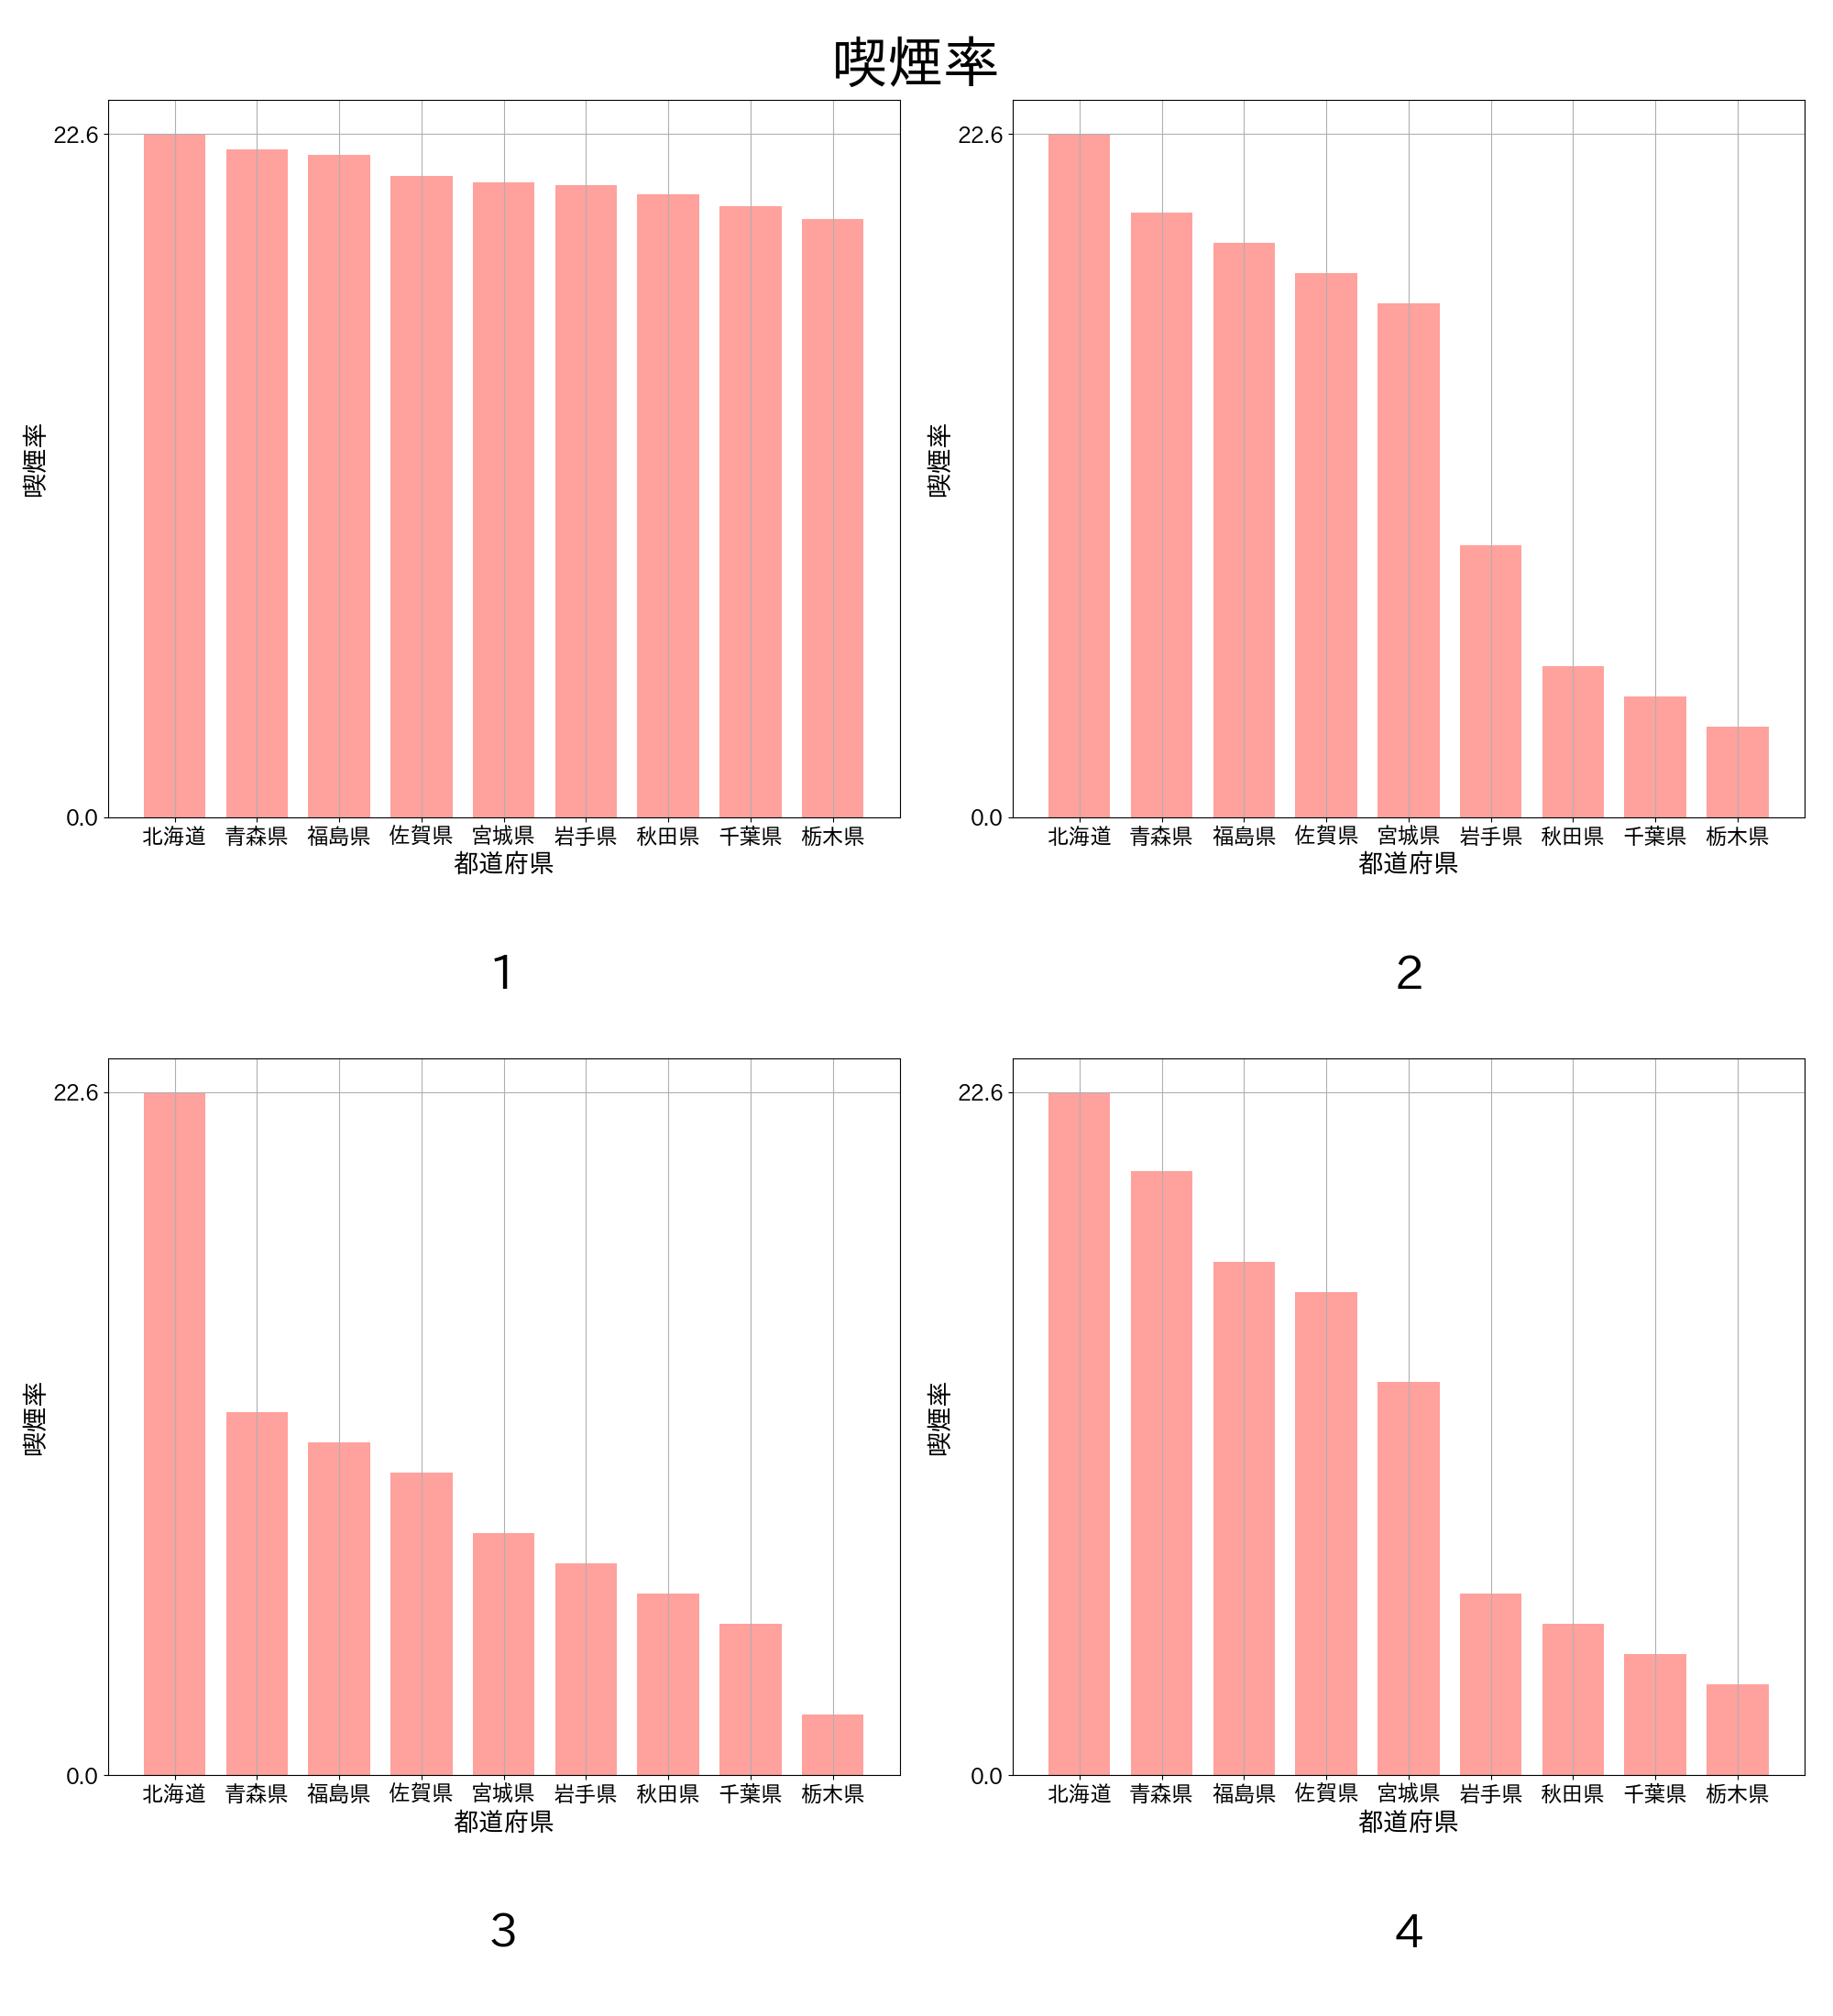 喫煙率
22.6
0.0
喫煙率
北海道 青森県 福島県 佐賀県 宮城県 岩手県 秋田県 千葉県 栃木県
都道府県
1
22.6
0.0
喫煙率
北海道 青森県 福島県 佐賀県 宮城県 岩手県 秋田県 千葉県 栃木県
都道府県
2
22.6
0.0
喫煙率
北海道 青森県 福島県 佐賀県 宮城県 岩手県 秋田県 千葉県 栃木県
都道府県
3
22.6
0.0
喫煙率
北海道 青森県 福島県 佐賀県 宮城県 岩手県 秋田県 千葉県 栃木県
都道府県
4